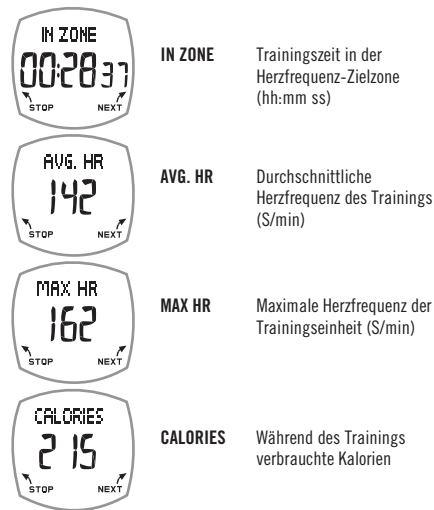 IN ZONE
00:28 37
STOP NEXT
IN ZONE
Trainingszeit in der
Herzfrequenz-Zielzone
(hh:mm ss)
AVG. HR
142
STOP NEXT
AVG. HR
Durchschnittliche
Herzfrequenz des Trainings
(S/min)
MAX HR
162
STOP NEXT
MAX HR
Maximale Herzfrequenz der
Trainingseinheit (S/min)
CALORIES
215
STOP NEXT
CALORIES
Während des Trainings
verbrauchte Kalorien